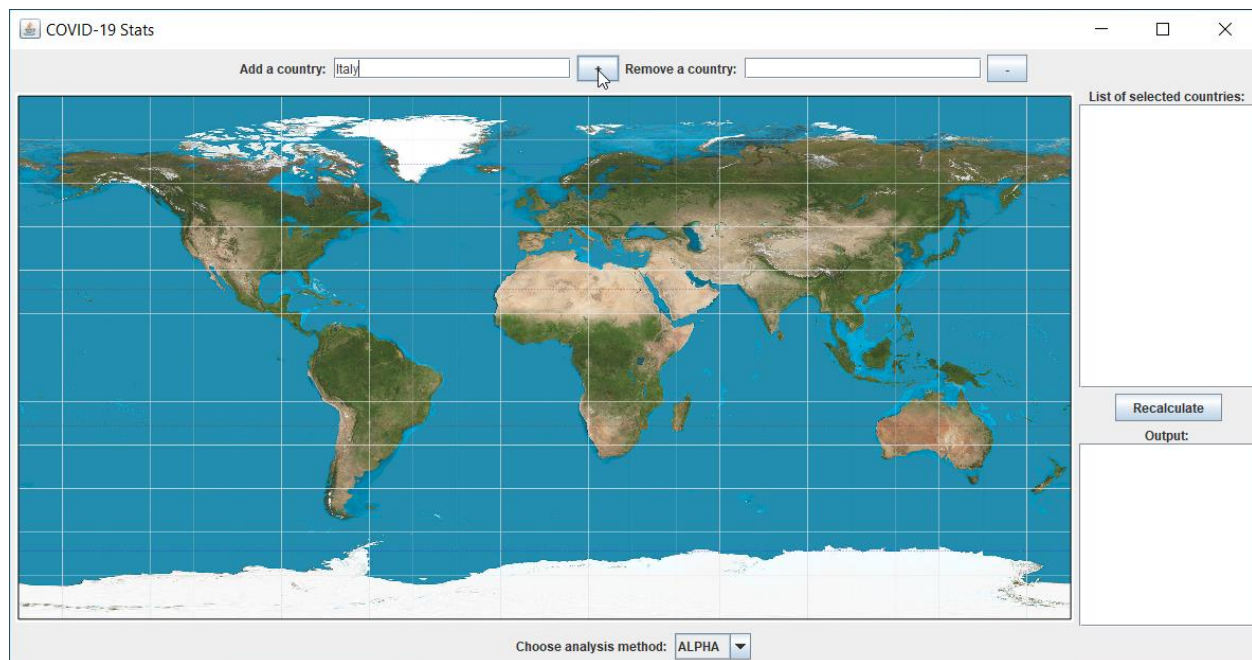 COVID-19 Stats
Add a country: Italy + Remove a country: -
List of selected countries:
Recalculate
Output:
Choose analysis method: ALPHA